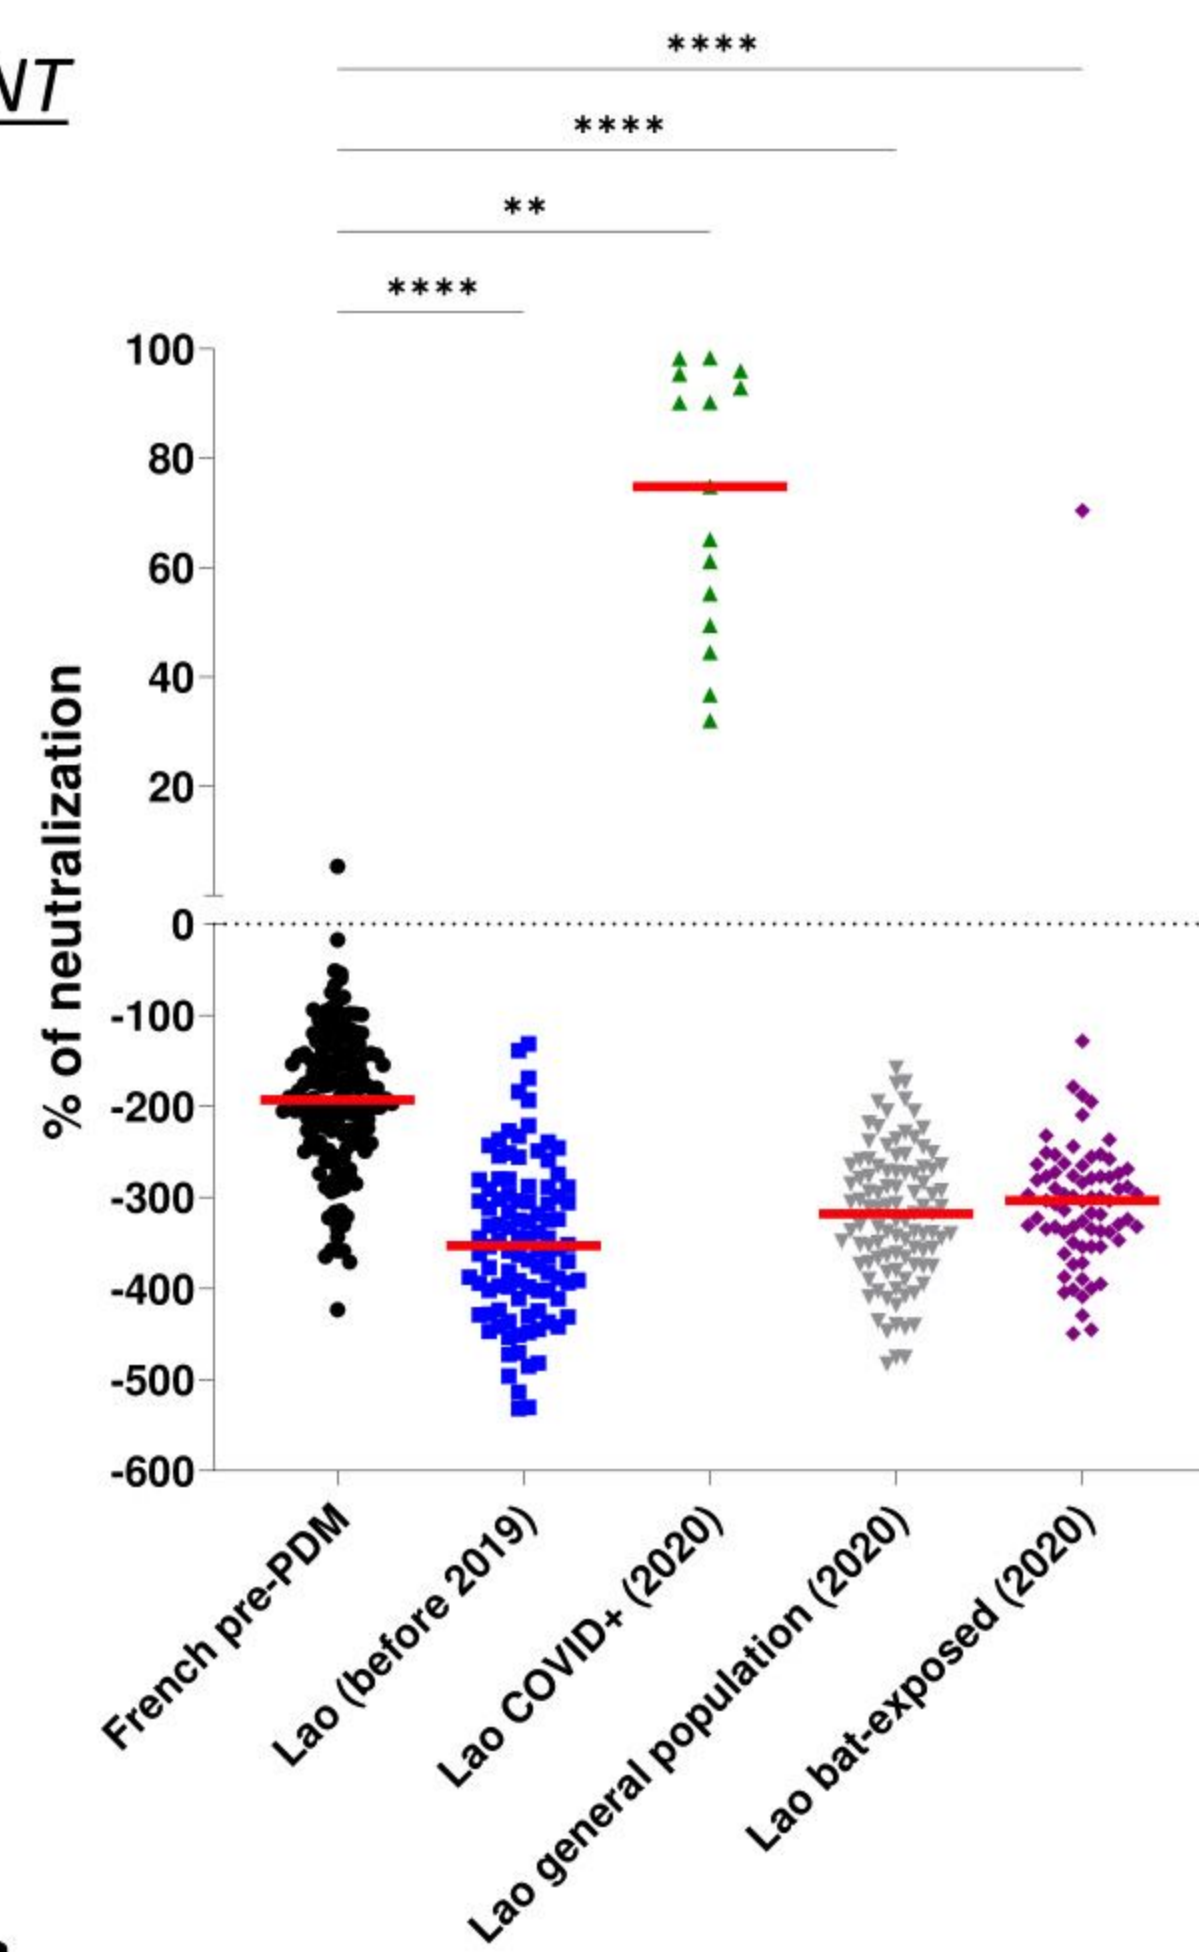 NT
****
****
**
****
100
80
60
40
20
0
-100
-200
-300
-400
-500
-600
% of neutralization
French pre-PDM
Lao (before 2019)
Lao COVID+ (2020)
Lao general population (2020)
Lao bat-exposed (2020)